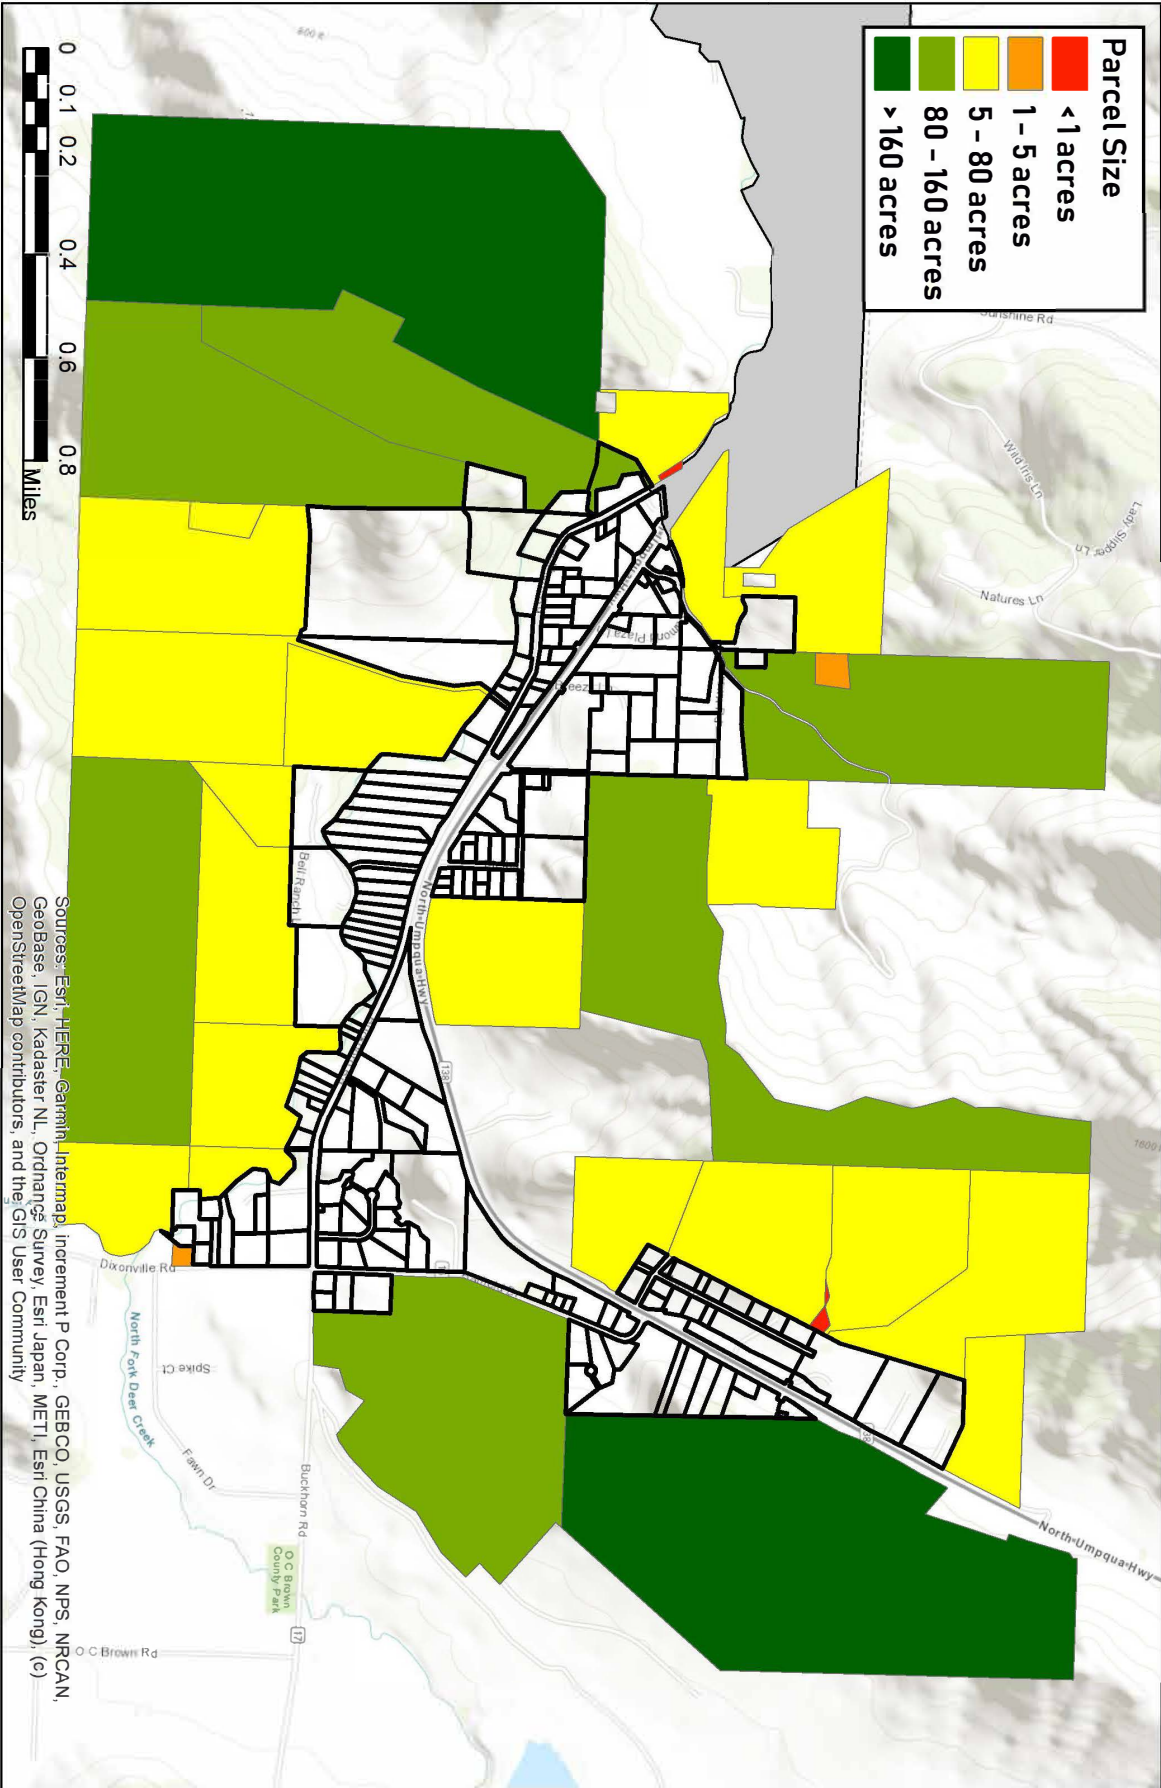 Parcel Size
<1 acres
1 - 5 acres
5 - 80 acres
80 - 160 acres
> 160 acres
800 ft
Sunshine Rd
Wild Iris Ln
Lady Slipper Ln
Natures Ln
1600 ft
North Umpqua Hwy
138
138
North Umpqua Hwy
Bell Ranch L
Dixonville Rd
North Fork Deer Creek
Spike Ct
Fawn Dr
Buckhorn Rd
O C Brown
County Park
17
O C Brown Rd
0 0.1 0.2 0.4 0.6 0.8
Miles
Sources: Esri, HERE, Garmin, Intermap, increment P Corp., GEBCO, USGS, FAO, NPS, NRCAN,
GeoBase, IGN, Kadaster NL, Ordnance Survey, Esri Japan, METI, Esri China (Hong Kong), (c)
OpenStreetMap contributors, and the GIS User Community